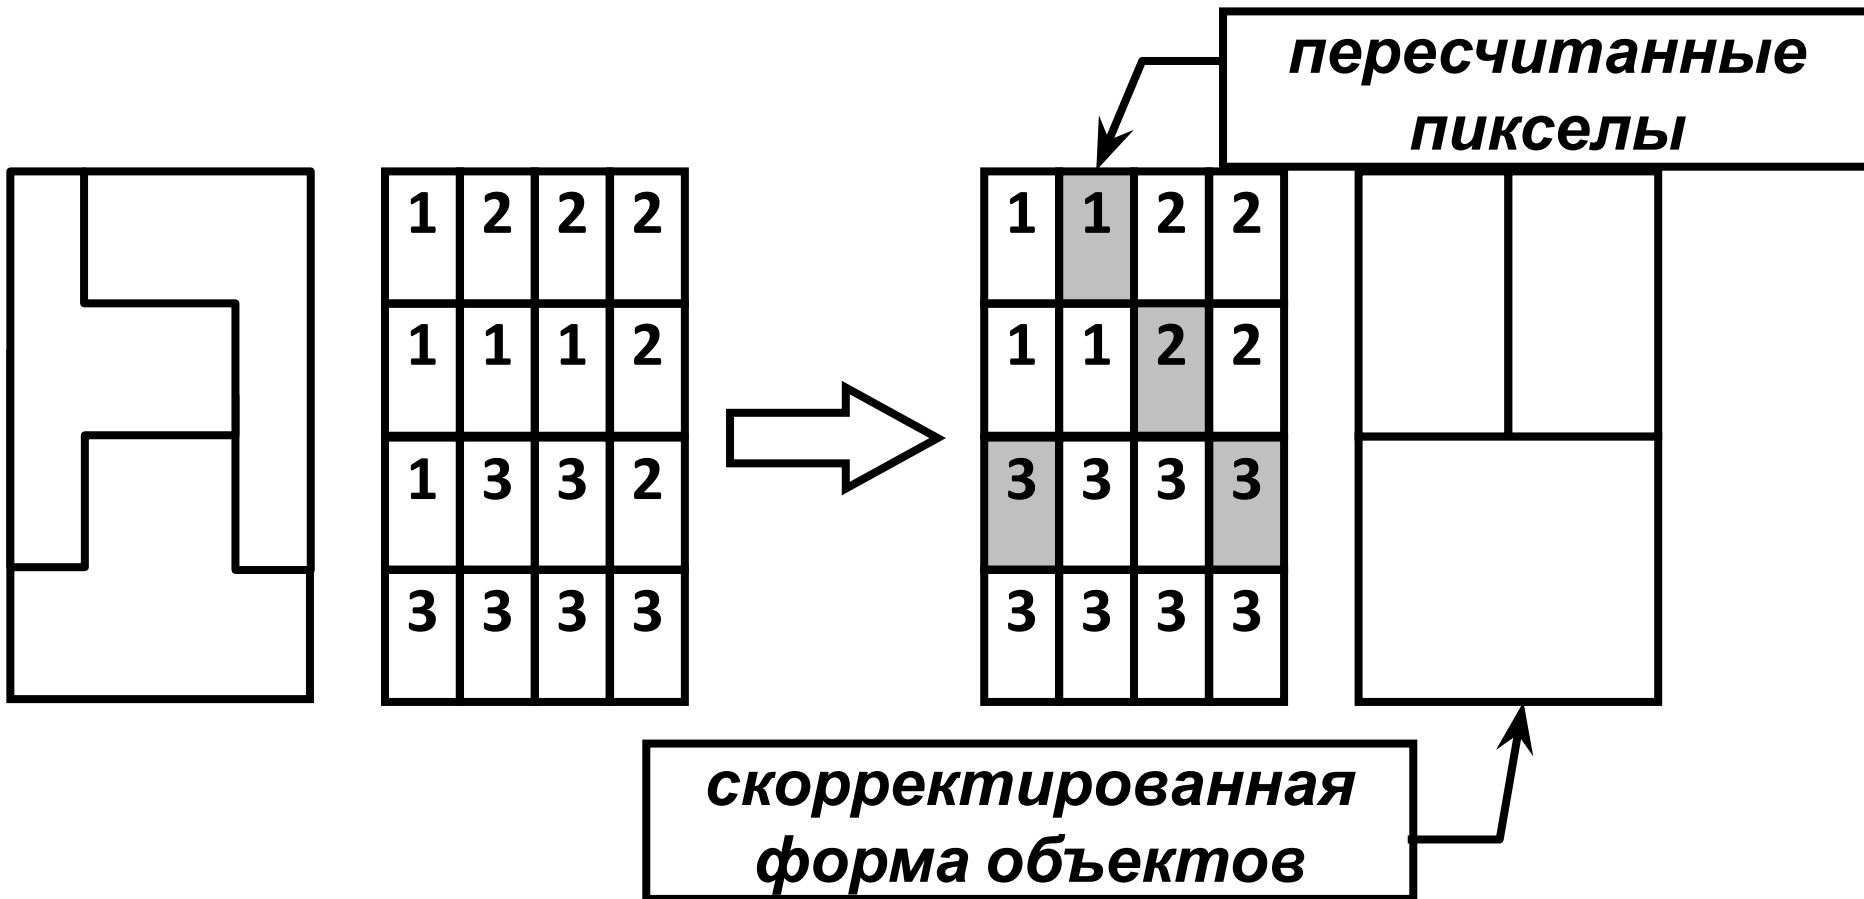 пересчитанные
пикселы
1 2 2 2
1 1 1 2
1 3 3 2
3 3 3 3
1 1 2 2
1 1 2 2
3 3 3 3
3 3 3 3
скорректированная
форма объектов